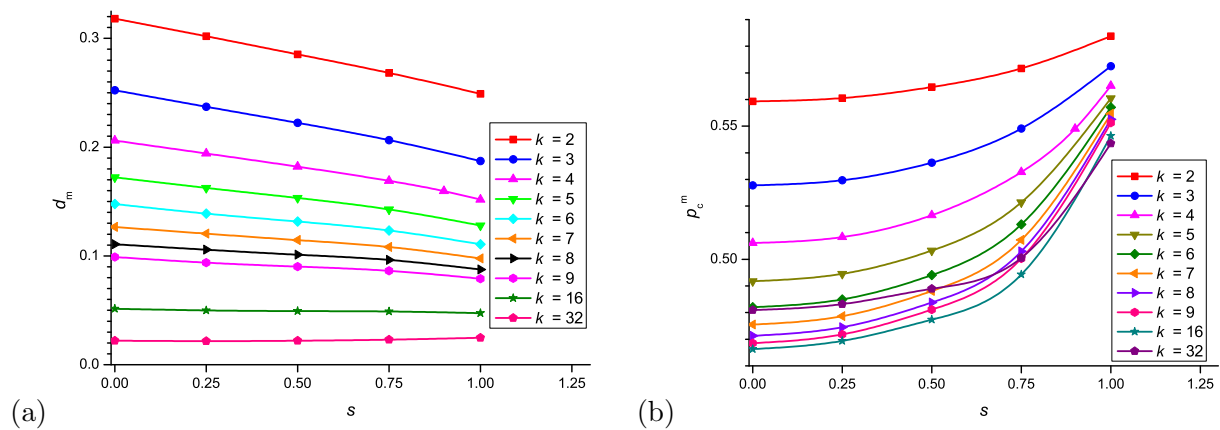 0.3
0.2
0.1
0.0
d_m
0.00 0.25 0.50 0.75 1.00 1.25
s
k = 2
k = 3
k = 4
k = 5
k = 6
k = 7
k = 8
k = 9
k = 16
k = 32
(a)
0.55
0.50
p_c^m
0.00 0.25 0.50 0.75 1.00 1.25
s
k = 2
k = 3
k = 4
k = 5
k = 6
k = 7
k = 8
k = 9
k = 16
k = 32
(b)